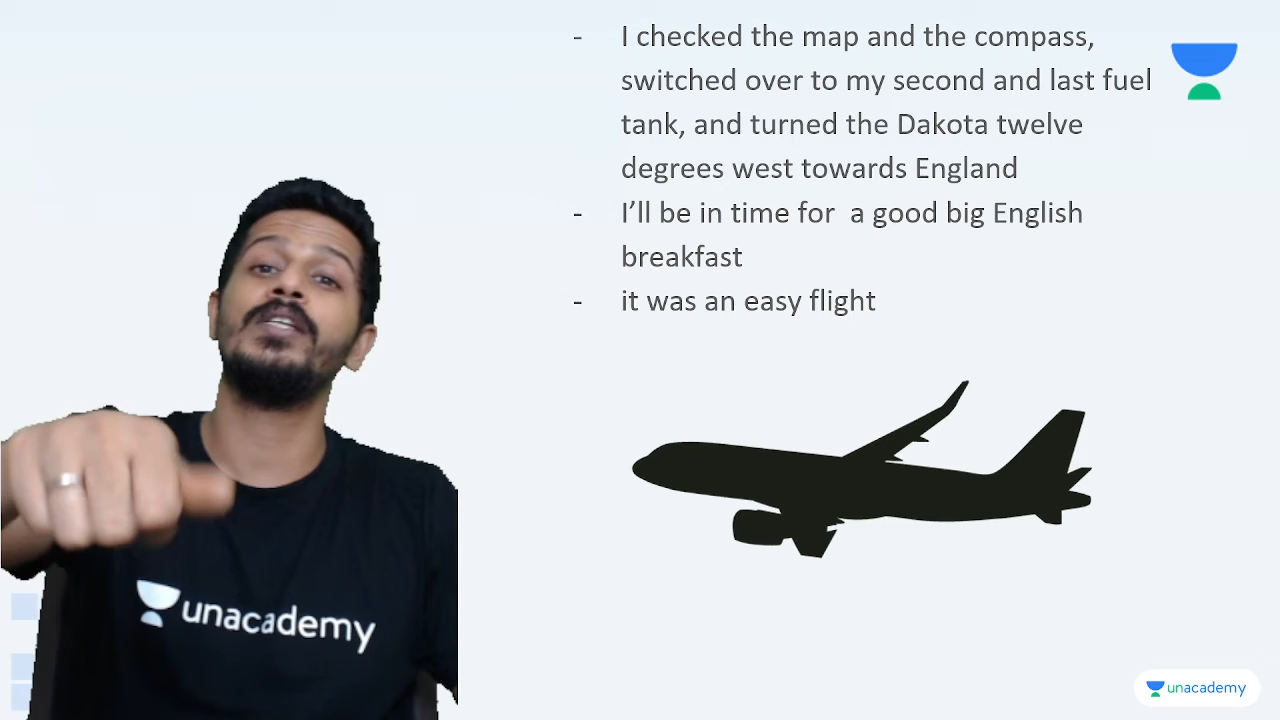 - I checked the map and the compass,
switched over to my second and last fuel
tank, and turned the Dakota twelve
degrees west towards England
- I’ll be in time for  a good big English
breakfast
- it was an easy flight
unacademy
unacademy